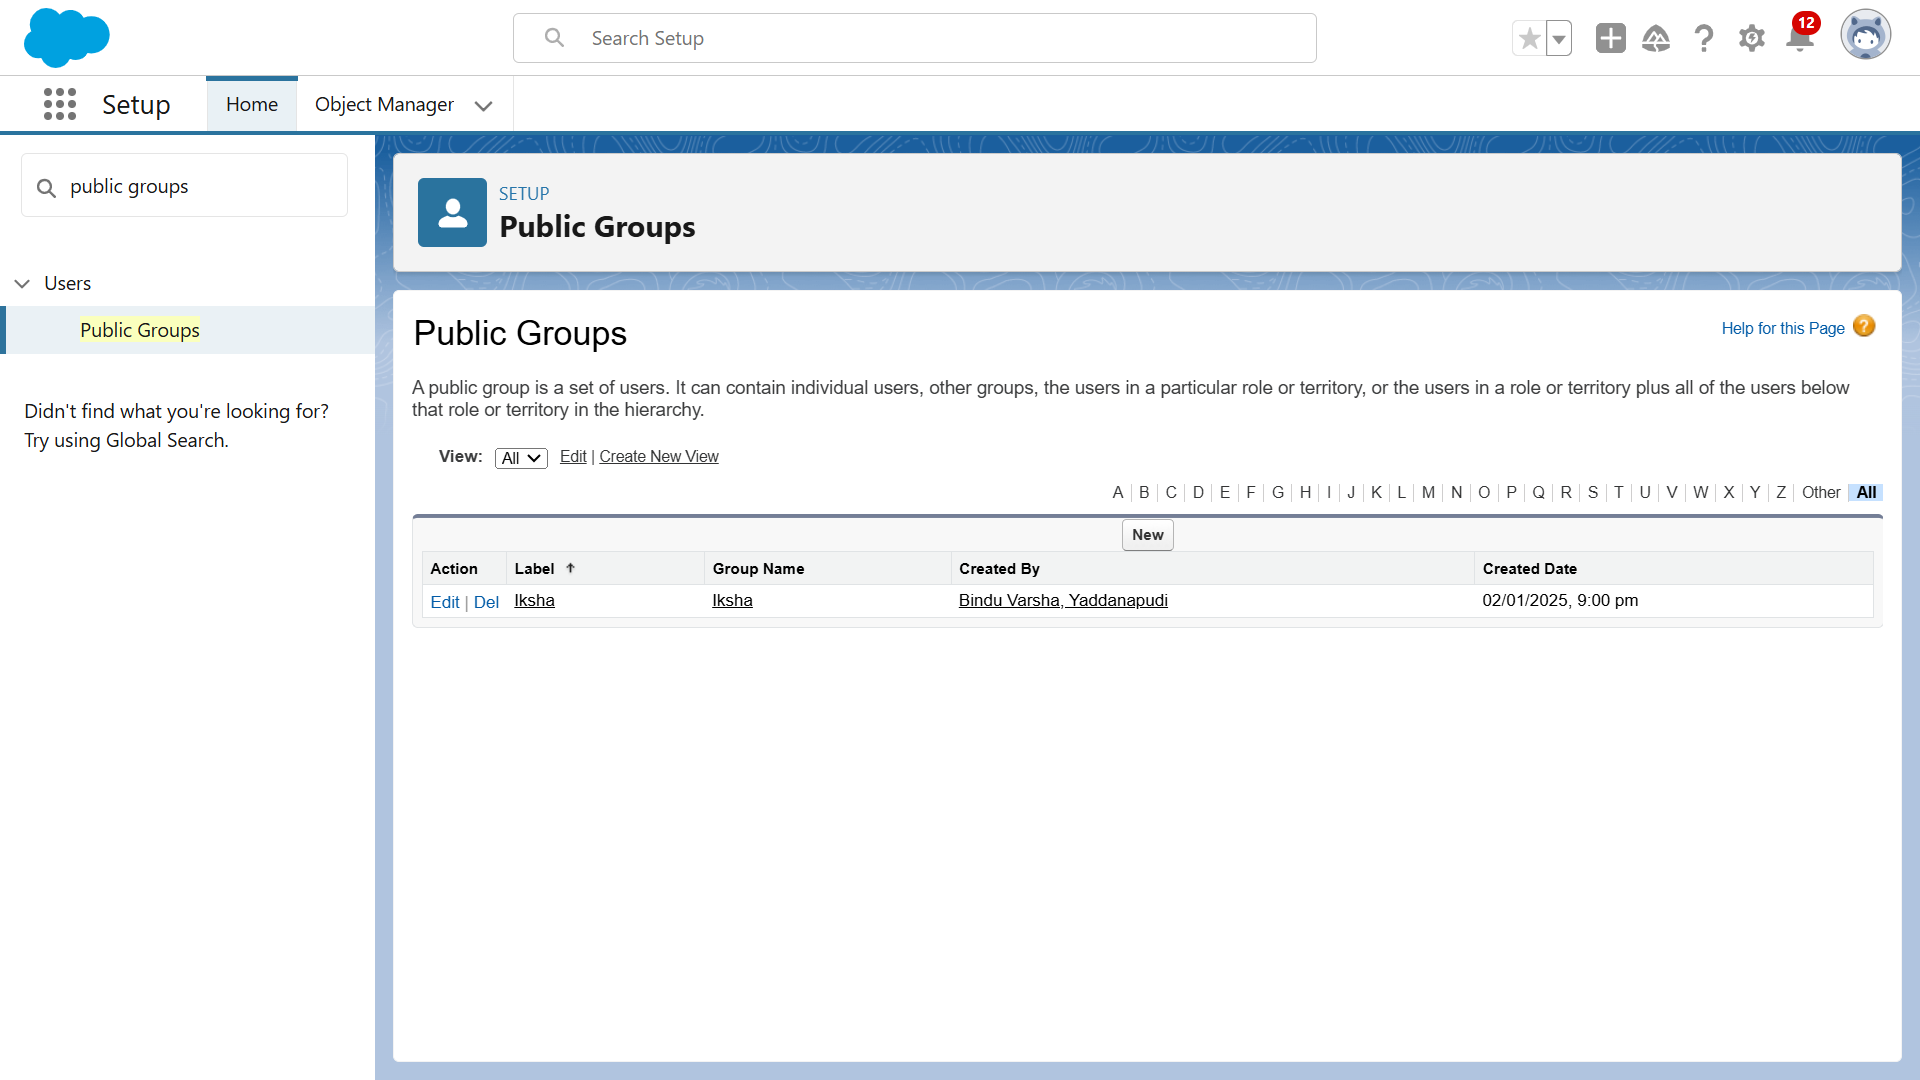 Search Setup
12
Setup
Home
Object Manager
public groups
Users
Public Groups
Didn't find what you're looking for?
Try using Global Search.
SETUP
Public Groups
Public Groups
Help for this Page ?
A public group is a set of users. It can contain individual users, other groups, the users in a particular role or territory, or the users in a role or territory plus all of the users below
that role or territory in the hierarchy.
View: All Edit | Create New View
A | B | C | D | E | F | G | H | I | J | K | L | M | N | O | P | Q | R | S | T | U | V | W | X | Y | Z | Other | All
New
Action Label Group Name Created By Created Date
Edit | Del Iksha Iksha Bindu Varsha, Yaddanapudi 02/01/2025, 9:00 pm